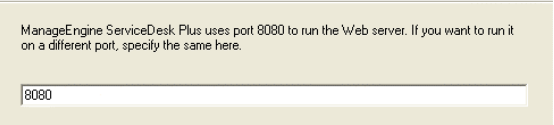 ManageEngine ServiceDesk Plus uses port 8080 to run the Web server. If you want to run it
on a different port, specify the same here.
8080